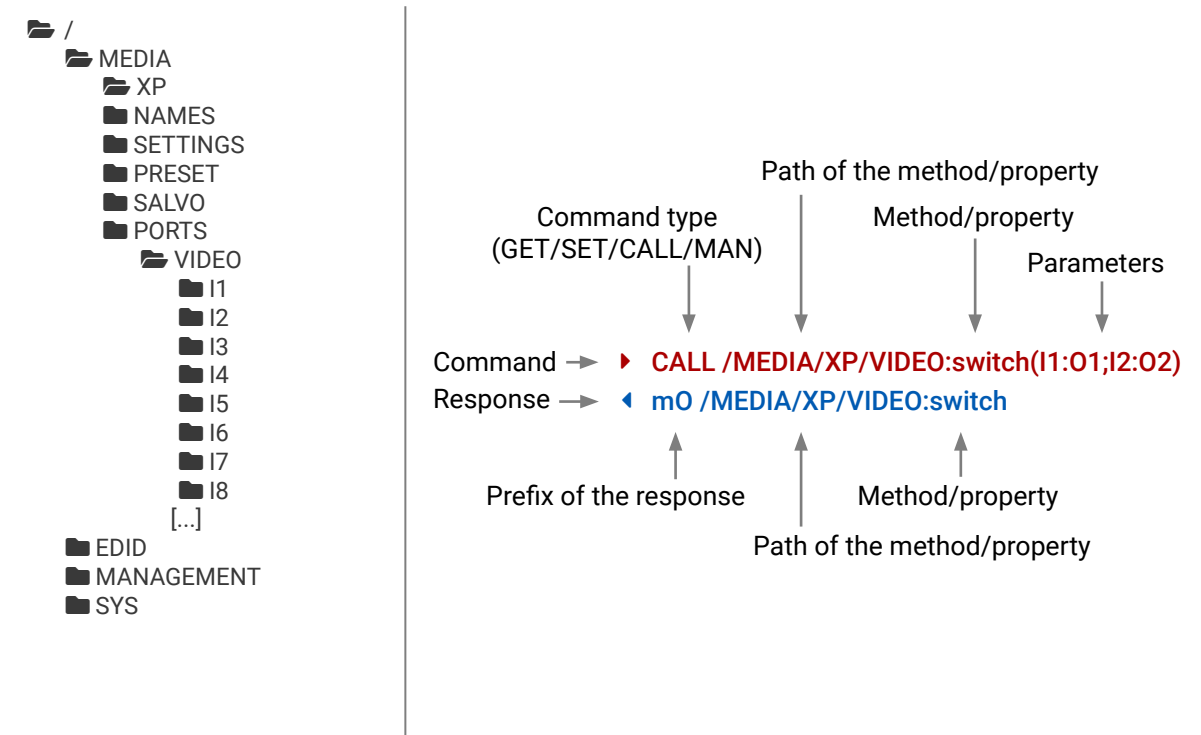 /
MEDIA
XP
NAMES
SETTINGS
PRESET
SALVO
PORTS
VIDEO
I1
I2
I3
I4
I5
I6
I7
I8
[...]
EDID
MANAGEMENT
SYS
Path of the method/property
Command type
(GET/SET/CALL/MAN)
Method/property
Parameters
Command
CALL /MEDIA/XP/VIDEO:switch(I1:O1;I2:O2)
Response
mO /MEDIA/XP/VIDEO:switch
Prefix of the response
Method/property
Path of the method/property